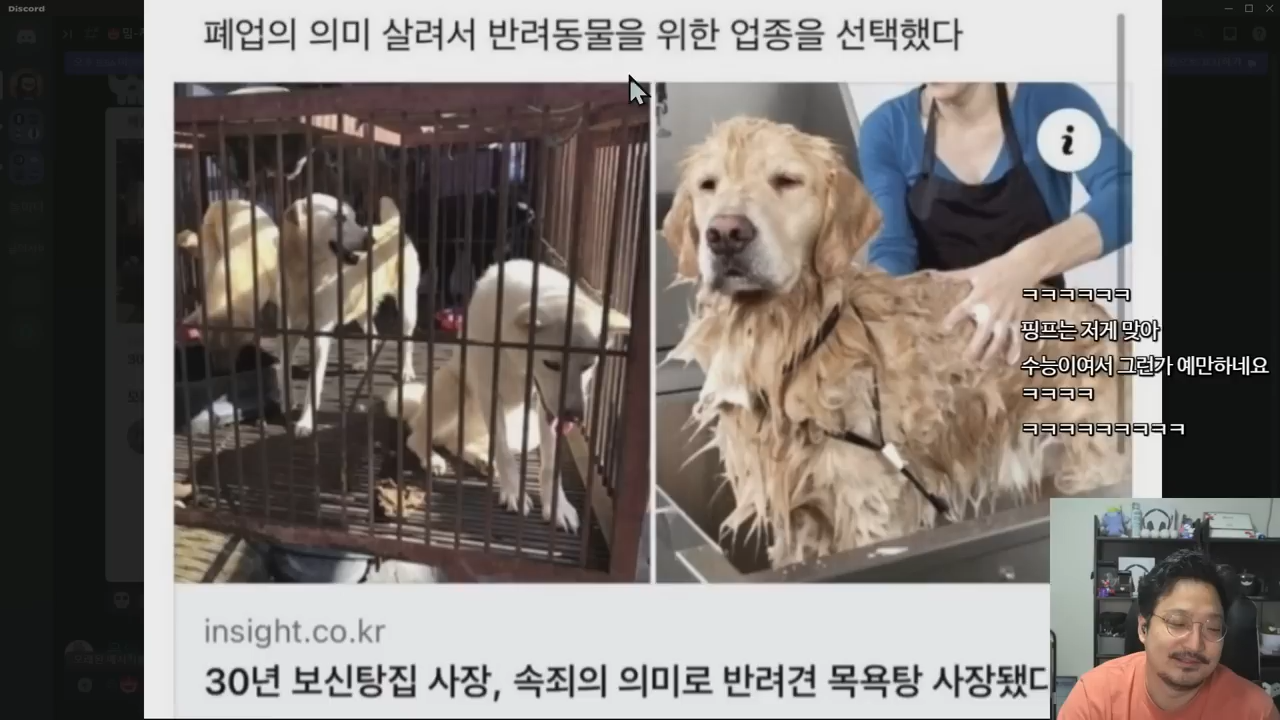 Discord
폐업의 의미 살려서 반려동물을 위한 업종을 선택했다
i
ㅋㅋㅋㅋㅋㅋ
핑프는 저게 맞아
수능이여서 그런가 예만하네요
ㅋㅋㅋㅋ
ㅋㅋㅋㅋㅋㅋㅋㅋㅋ
insight.co.kr
30년 보신탕집 사장, 속죄의 의미로 반려견 목욕탕 사장됐다